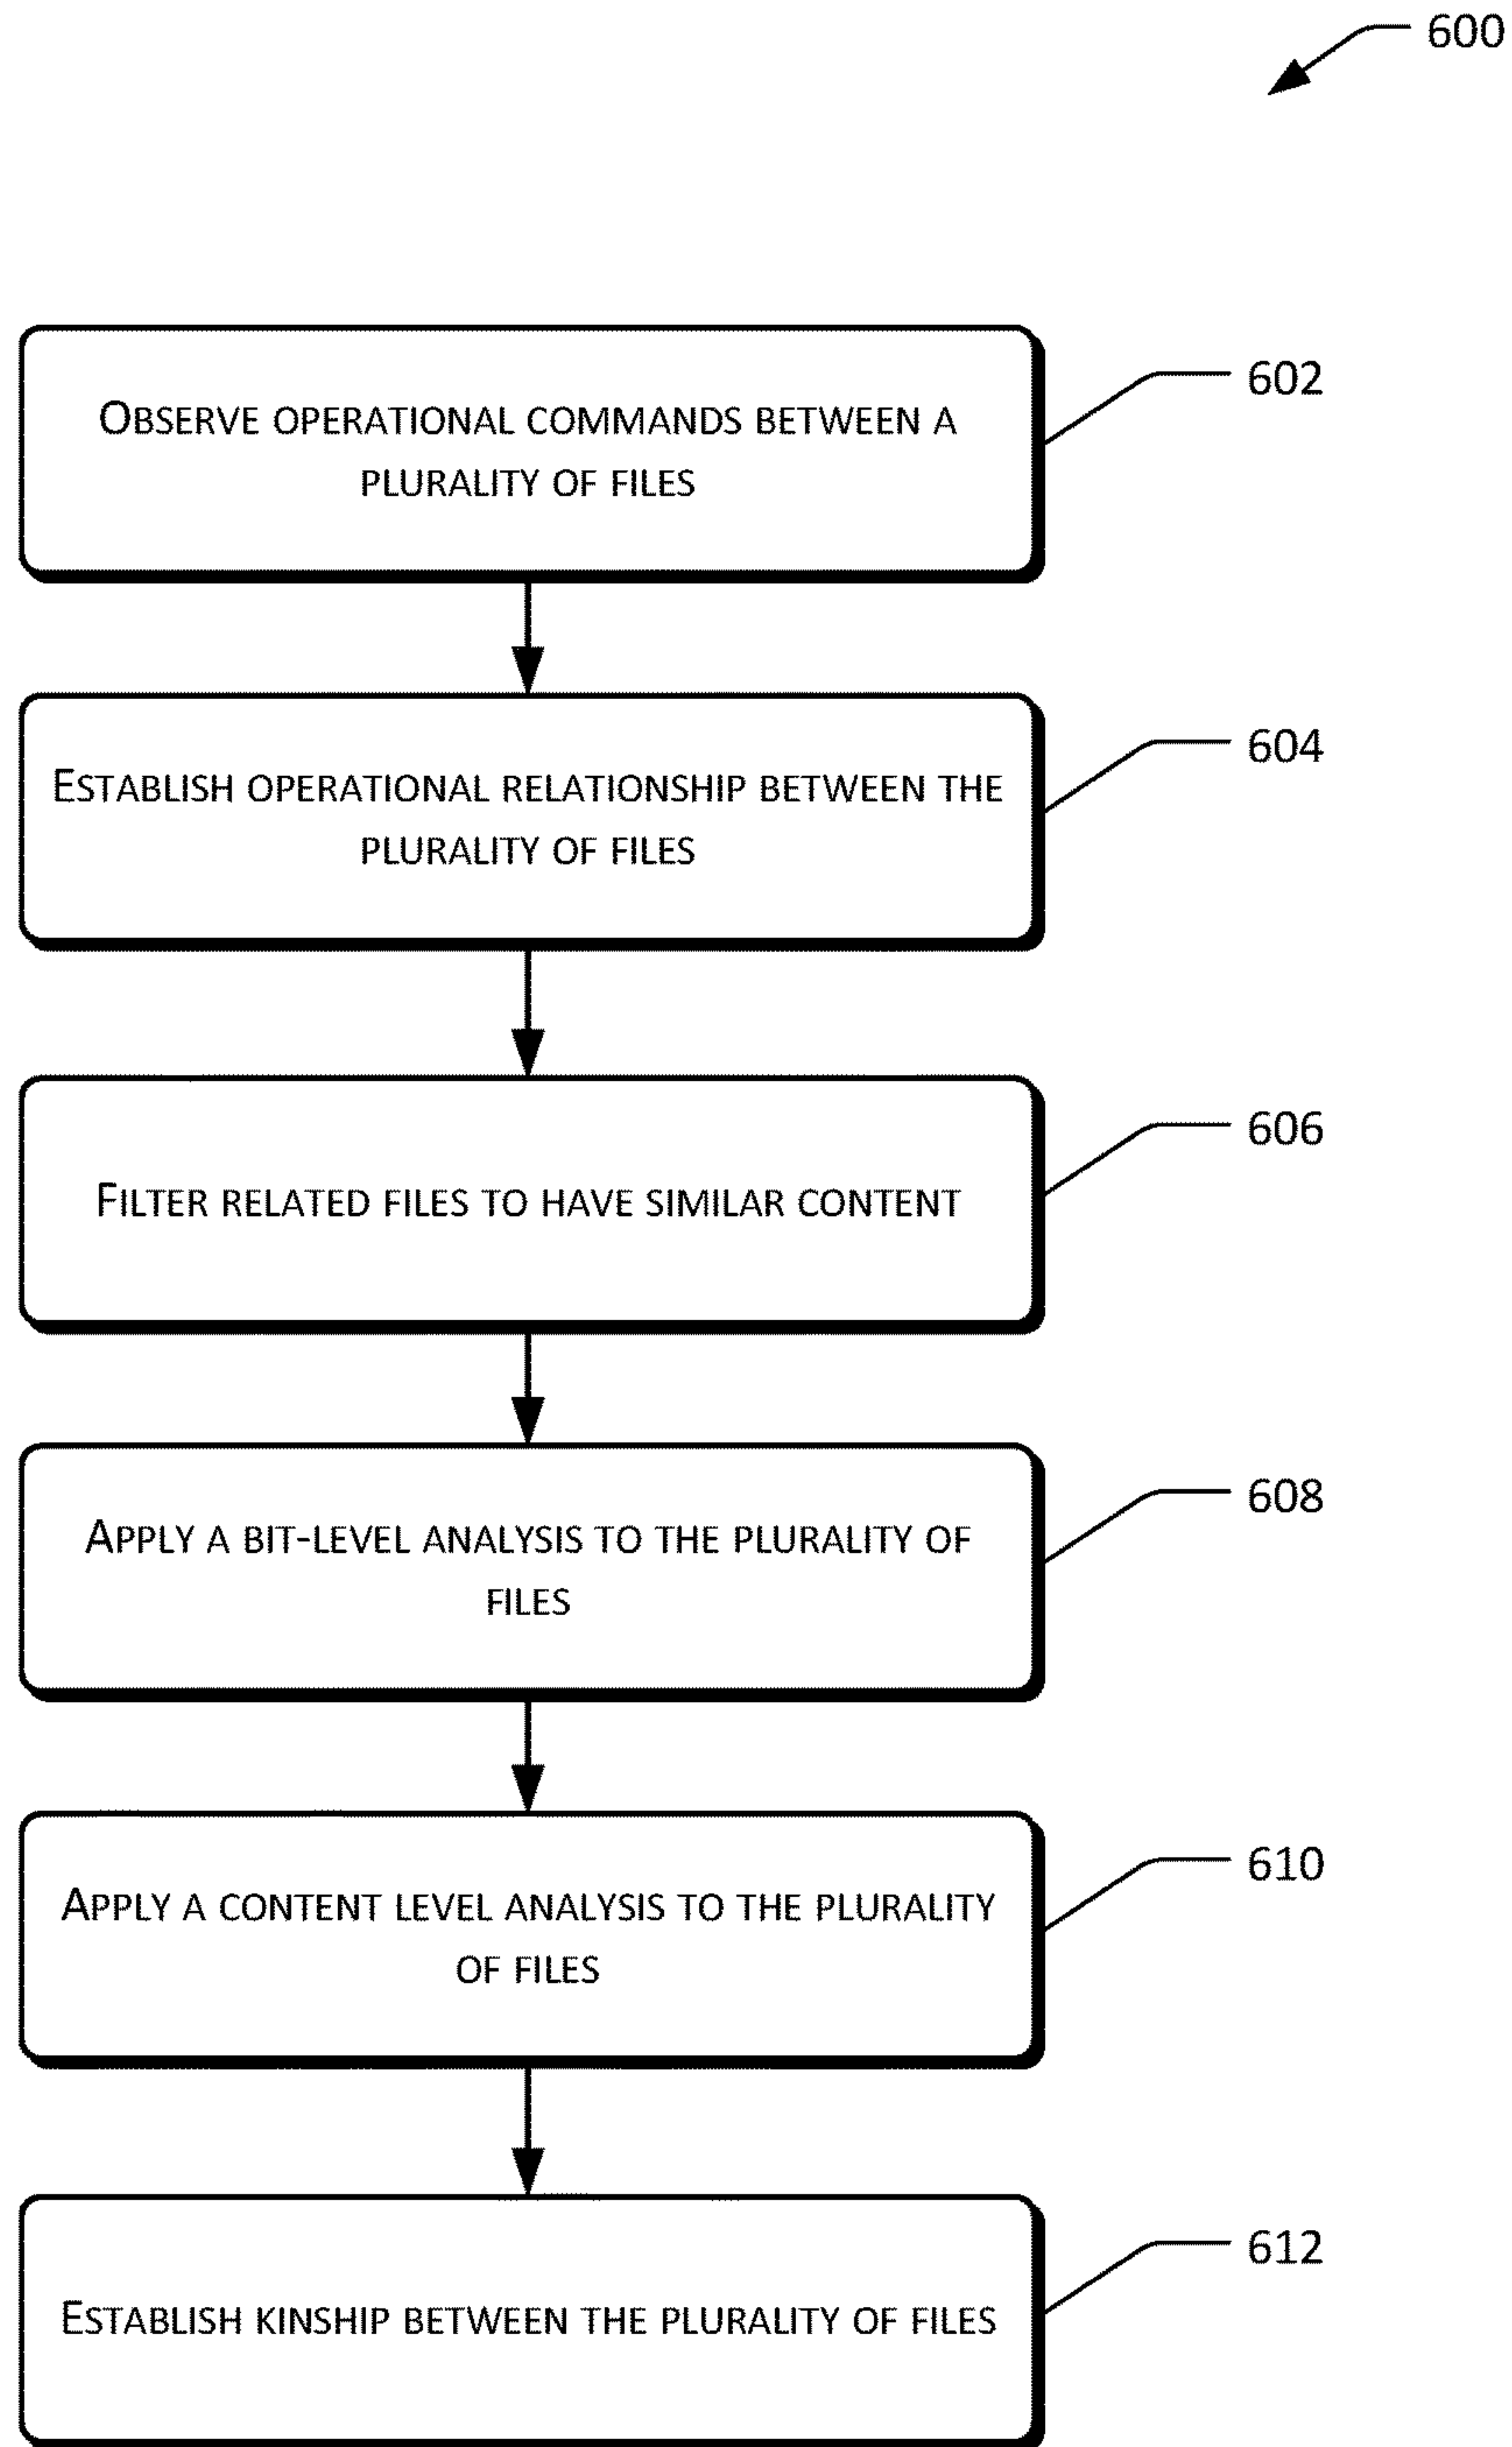 600
OBSERVE OPERATIONAL COMMANDS BETWEEN A
PLURALITY OF FILES
602
ESTABLISH OPERATIONAL RELATIONSHIP BETWEEN THE
PLURALITY OF FILES
604
FILTER RELATED FILES TO HAVE SIMILAR CONTENT
606
APPLY A BIT-LEVEL ANALYSIS TO THE PLURALITY OF
FILES
608
APPLY A CONTENT LEVEL ANALYSIS TO THE PLURALITY
OF FILES
610
ESTABLISH KINSHIP BETWEEN THE PLURALITY OF FILES
612